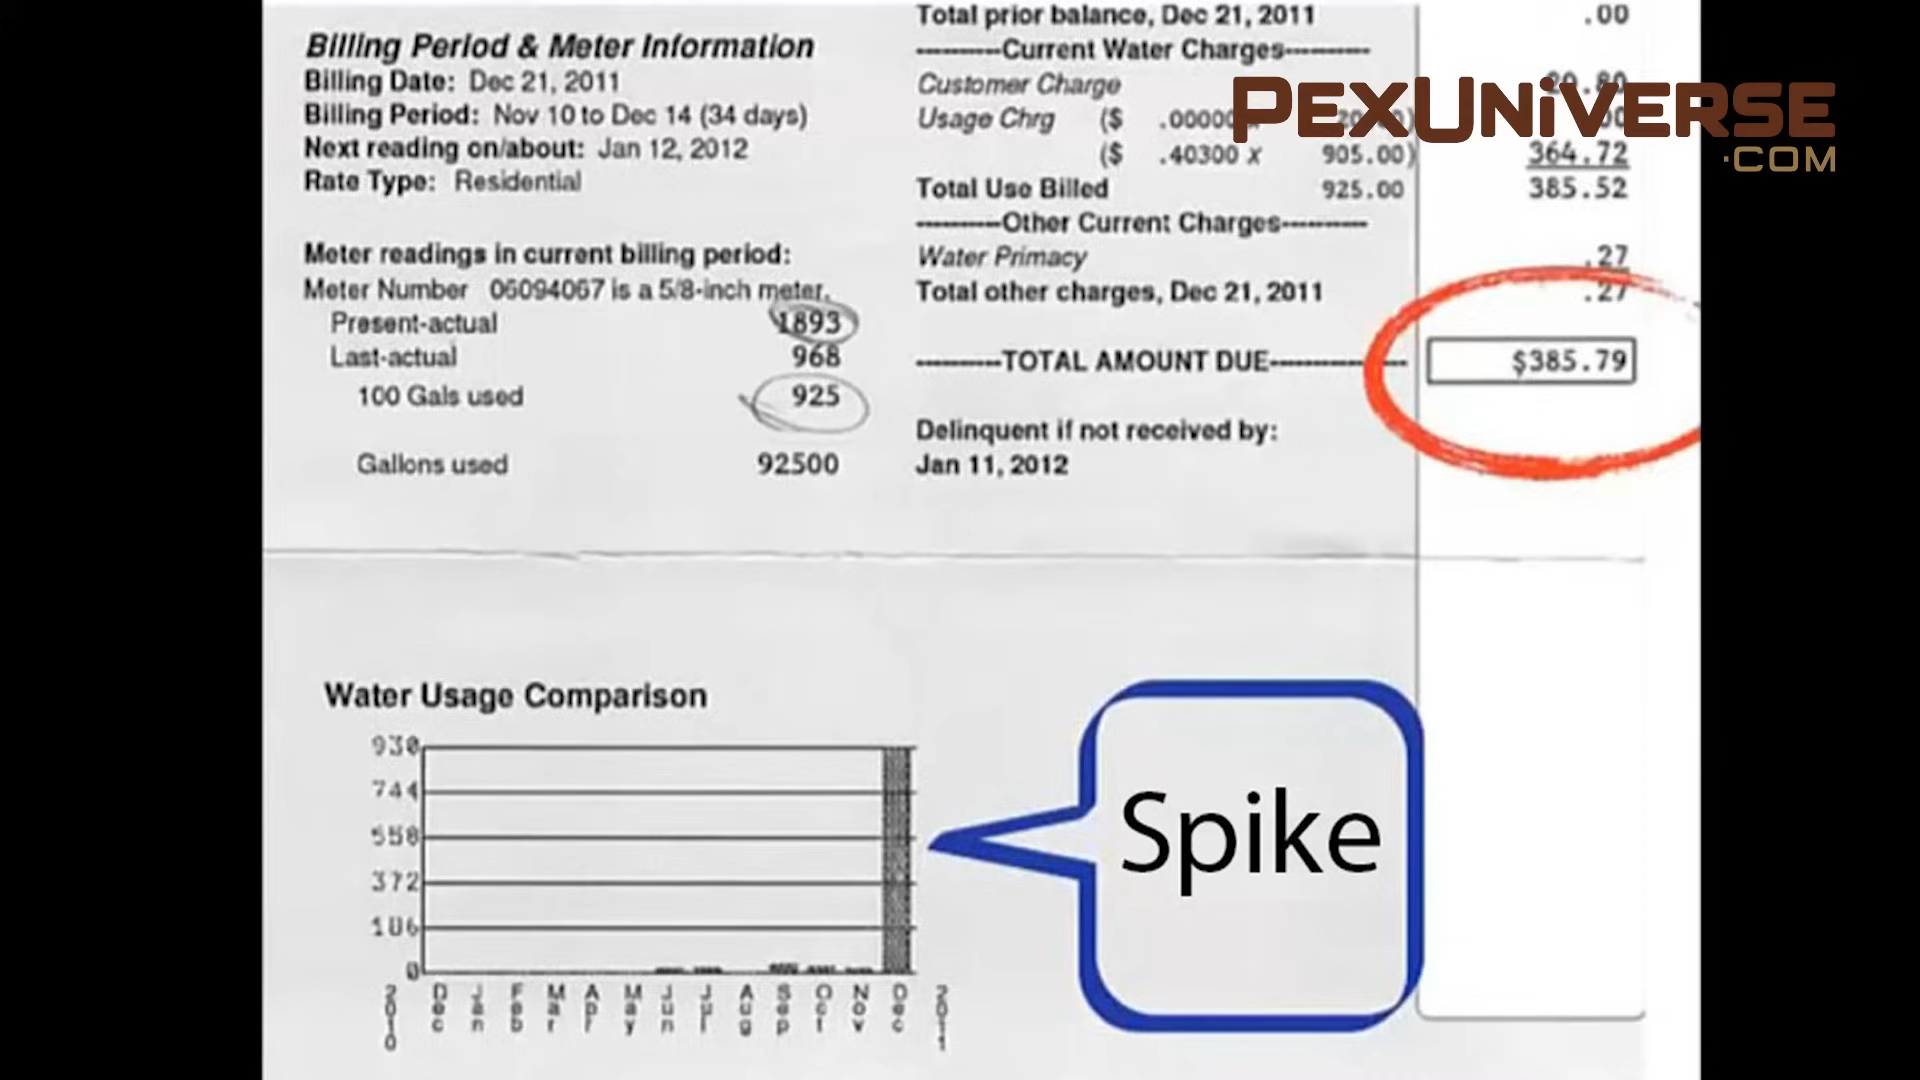 Total prior balance, Dec 21, 2011 .00
Billing Period & Meter Information
----------Current Water Charges----------
Billing Date: Dec 21, 2011
Customer Charge 20.80
PEXUNIVERSE
.COM
Billing Period: Nov 10 to Dec 14 (34 days)
Usage Chrg ($ .00000
Next reading on/about: Jan 12, 2012
($ .40300 x 905.00) 364.72
Rate Type: Residential
Total Use Billed 925.00 385.52
----------Other Current Charges----------
Meter readings in current billing period:
Water Primacy .27
Meter Number 06094067 is a 5/8-inch meter.
Total other charges, Dec 21, 2011 .27
Present-actual 1893
Last-actual 968
----------TOTAL AMOUNT DUE---------------- $385.79
100 Gals used 925
Delinquent if not received by:
Gallons used 92500
Jan 11, 2012
Water Usage Comparison
930
744
558
372
186
0
2010 Dec Jan Feb Mar Apr May Jun Jul Aug Sep Oct Nov Dec 2011
Spike